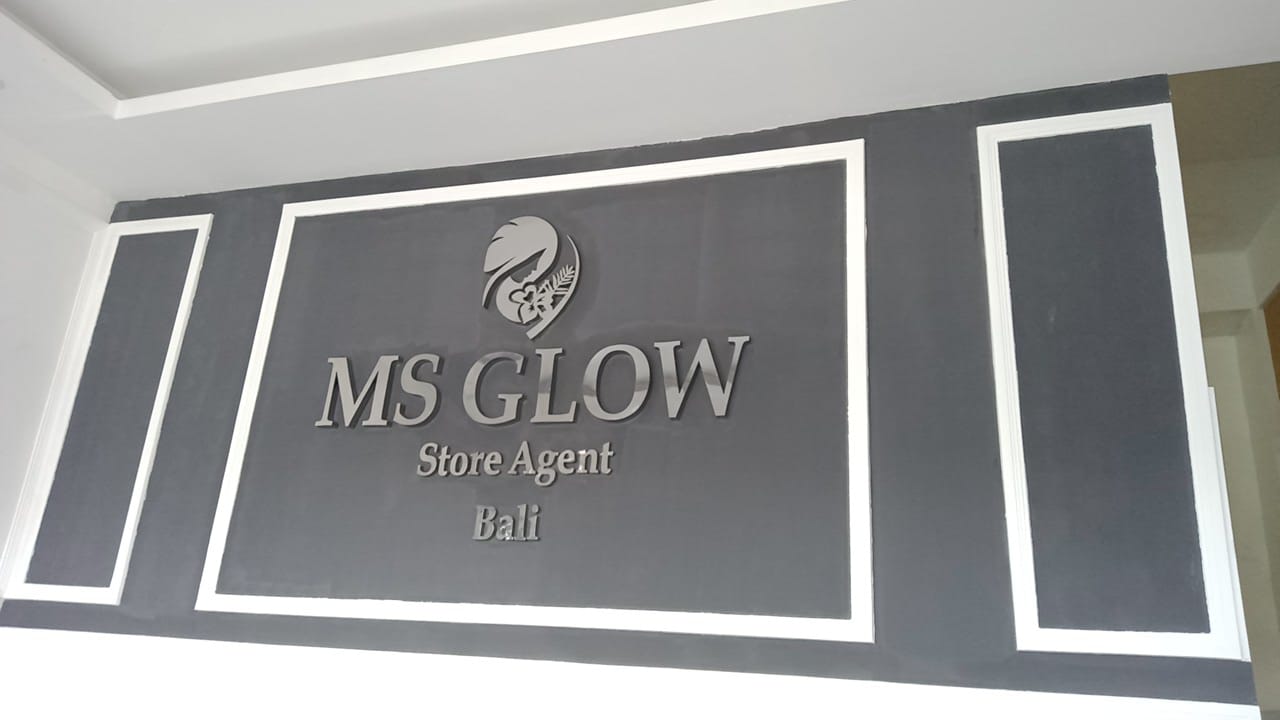 MS GLOW
Store Agent
Bali